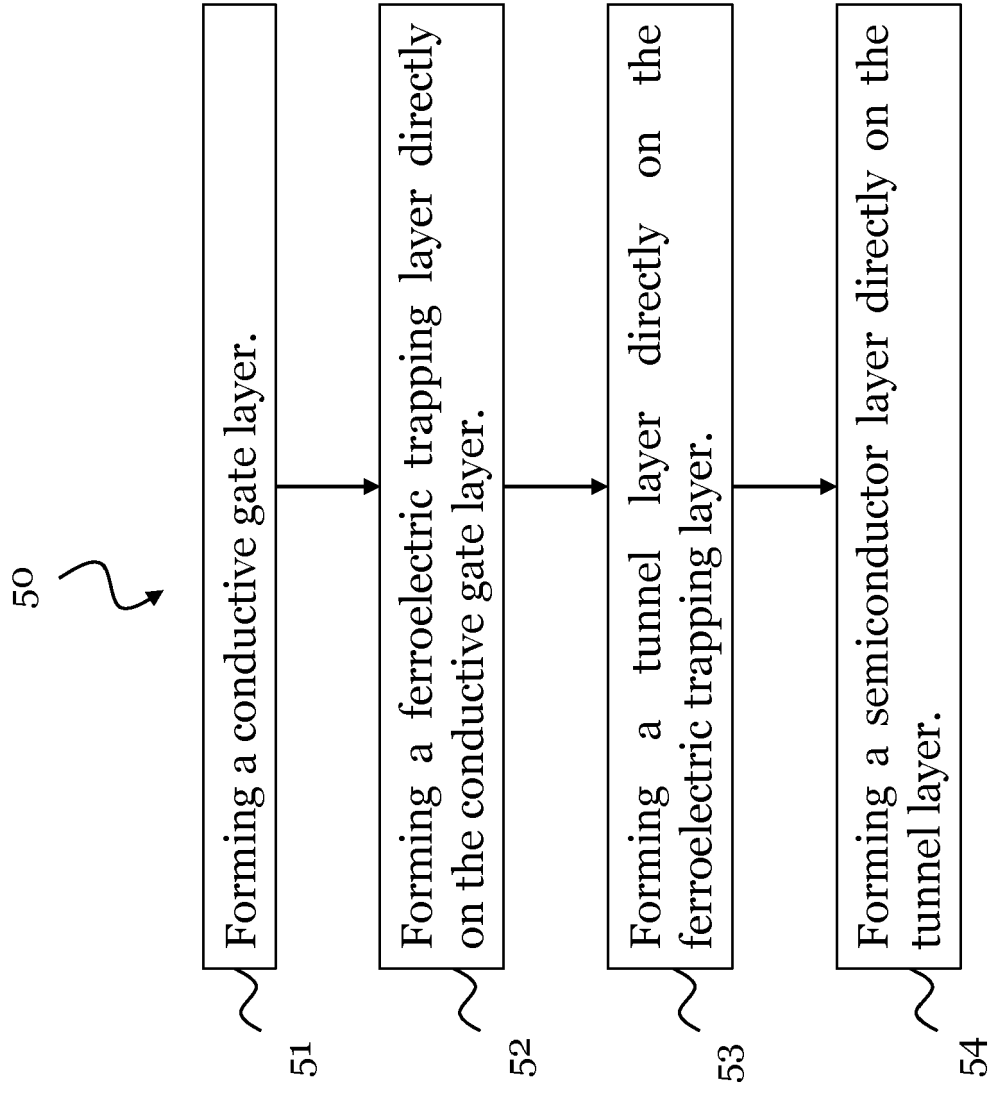 50
51
Forming a conductive gate layer.
52
Forming a ferroelectric trapping layer directly
on the conductive gate layer.
53
Forming a tunnel layer directly on the
ferroelectric trapping layer.
54
Forming a semiconductor layer directly on the
tunnel layer.